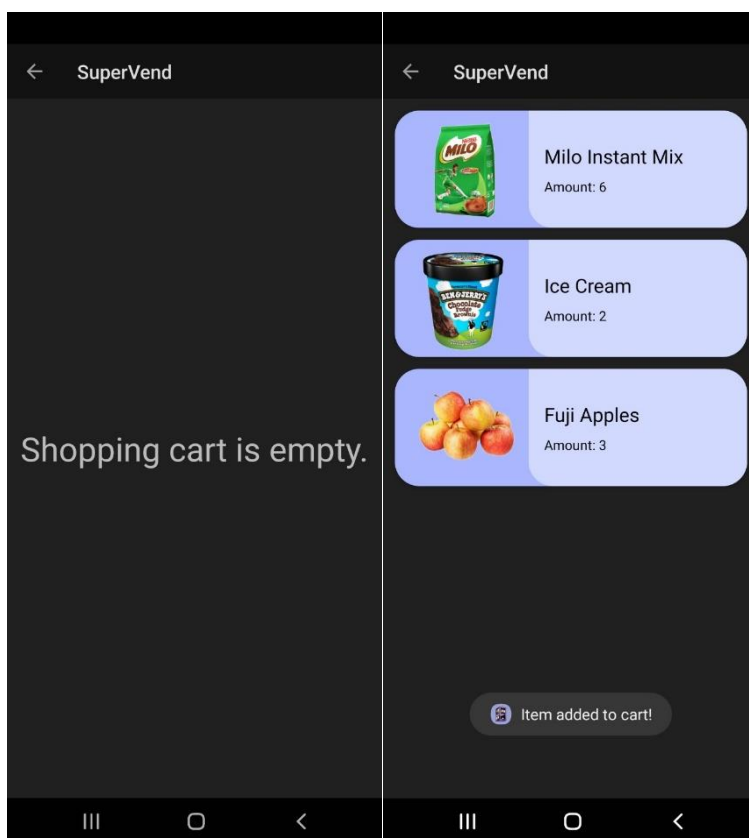 SuperVend
Shopping cart is empty.
SuperVend
MILO
Milo Instant Mix
Amount: 6
BEN & JERRY'S
Chocolate
Fudge
Brownie
Ice Cream
Amount: 2
Fuji Apples
Amount: 3
Item added to cart!